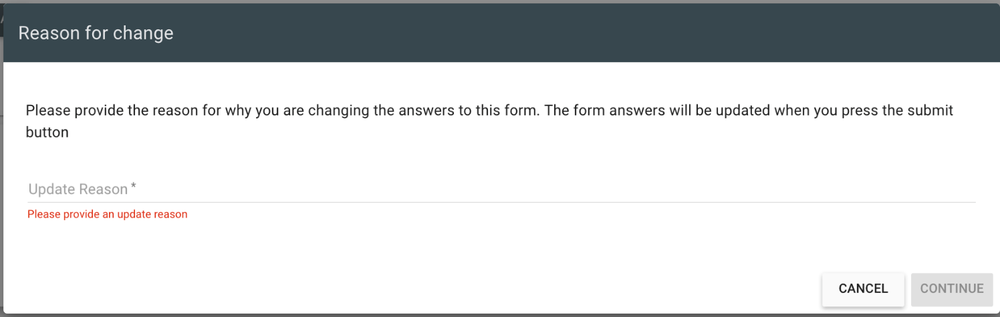 Reason for change
Please provide the reason for why you are changing the answers to this form. The form answers will be updated when you press the submit
button
Update Reason *
Please provide an update reason
CANCEL CONTINUE